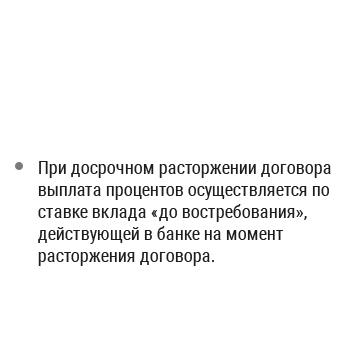 При досрочном расторжении договора
выплата процентов осуществляется по
ставке вклада «до востребования»,
действующей в банке на момент
расторжения договора.